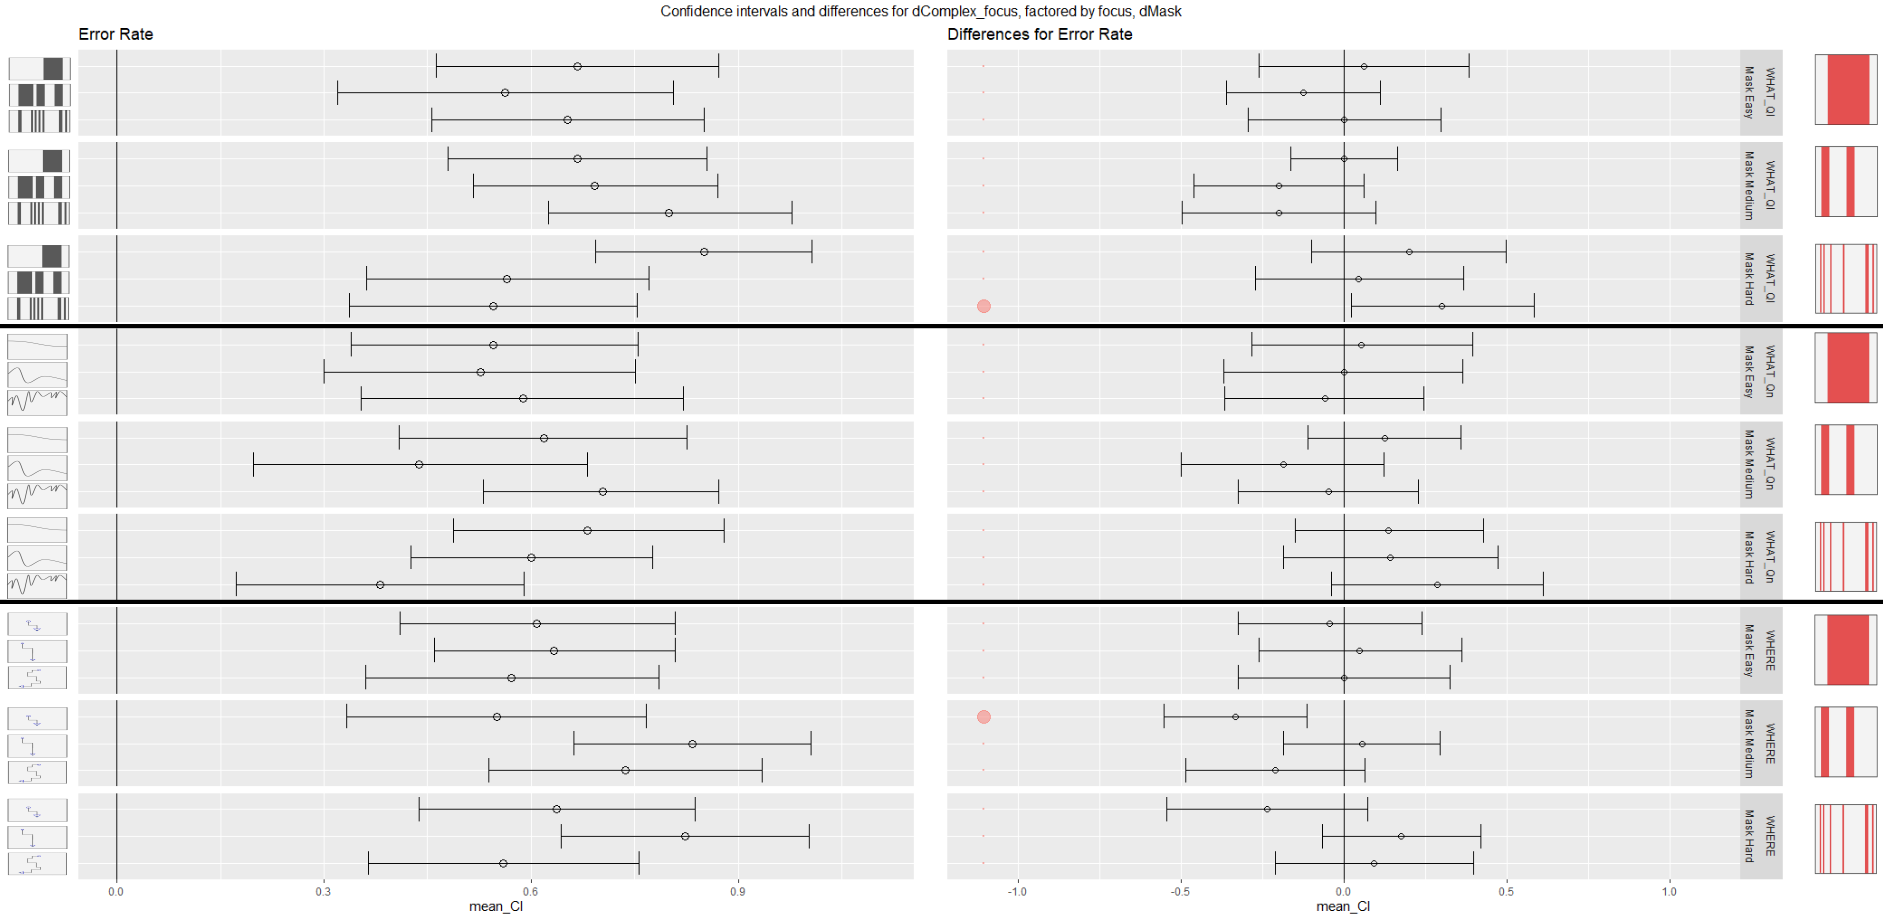 Confidence intervals and differences for dComplex_focus, factored by focus, dMask
Error Rate
Differences for Error Rate
WHAT_Ql
Mask Easy
WHAT_Ql
Mask Medium
WHAT_Ql
Mask Hard
WHAT_Qn
Mask Easy
WHAT_Qn
Mask Medium
WHAT_Qn
Mask Hard
WHERE
Mask Easy
WHERE
Mask Medium
WHERE
Mask Hard
0.0 0.3 0.6 0.9
-1.0 -0.5 0.0 0.5 1.0
mean_CI
mean_CI